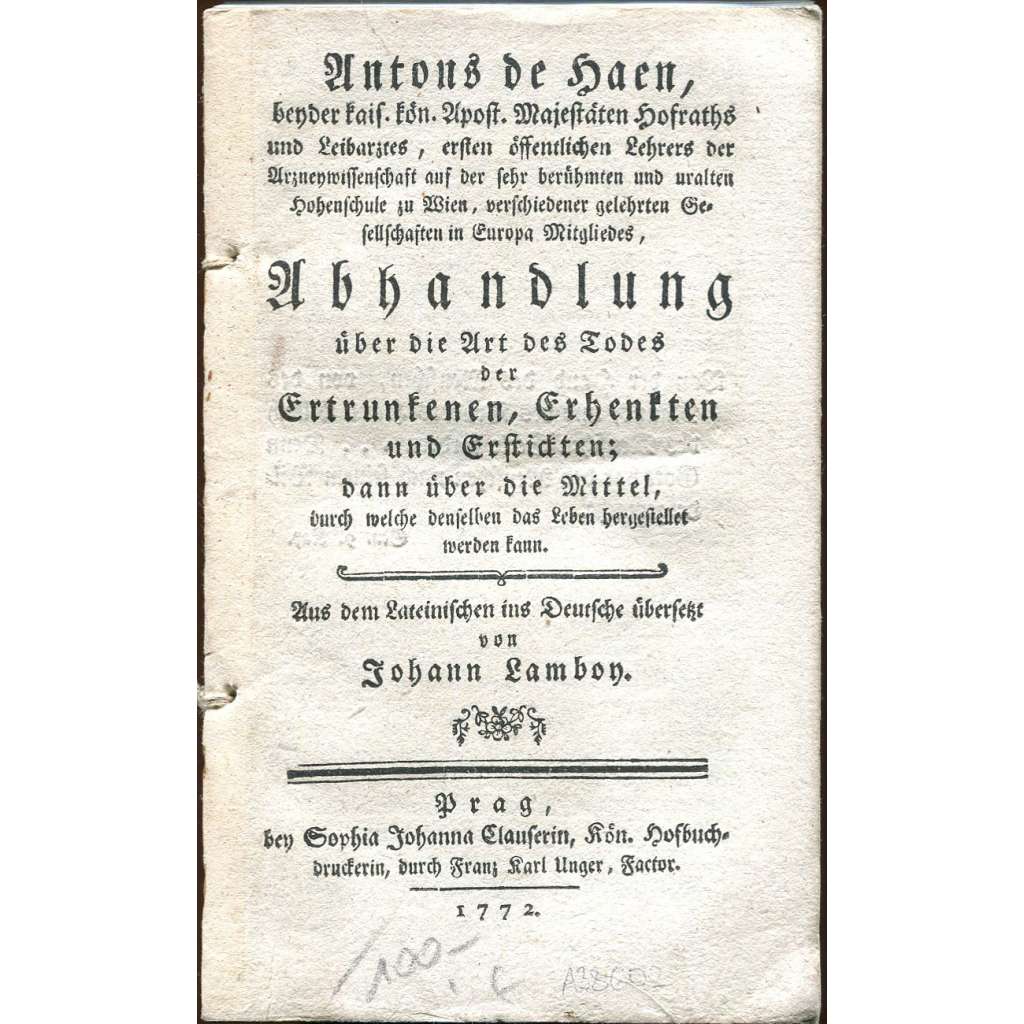 Antons de Haen,
beyder kais. kön. Apost. Majestäten Hofraths
und Leibarztes, ersten öffentlichen Lehrers der
Arzneywissenschaft auf der sehr berühmten und uralten
Hohenschule zu Wien, verschiedener gelehrten Ge-
sellschaften in Europa Mitgliedes,
Abhandlung
über die Art des Todes
der
Ertrunkenen, Erhenkten
und Erstickten;
dann über die Mittel,
durch welche denselben das Leben hergestellet
werden kann.
Aus dem Lateinischen ins Deutsche übersetzt
von
Johann Lamboy.
Prag,
bey Sophia Johanna Clauserin, Kön. Hofbuch-
druckerin, durch Franz Karl Unger, Factor.
1772.
100,-
A38602